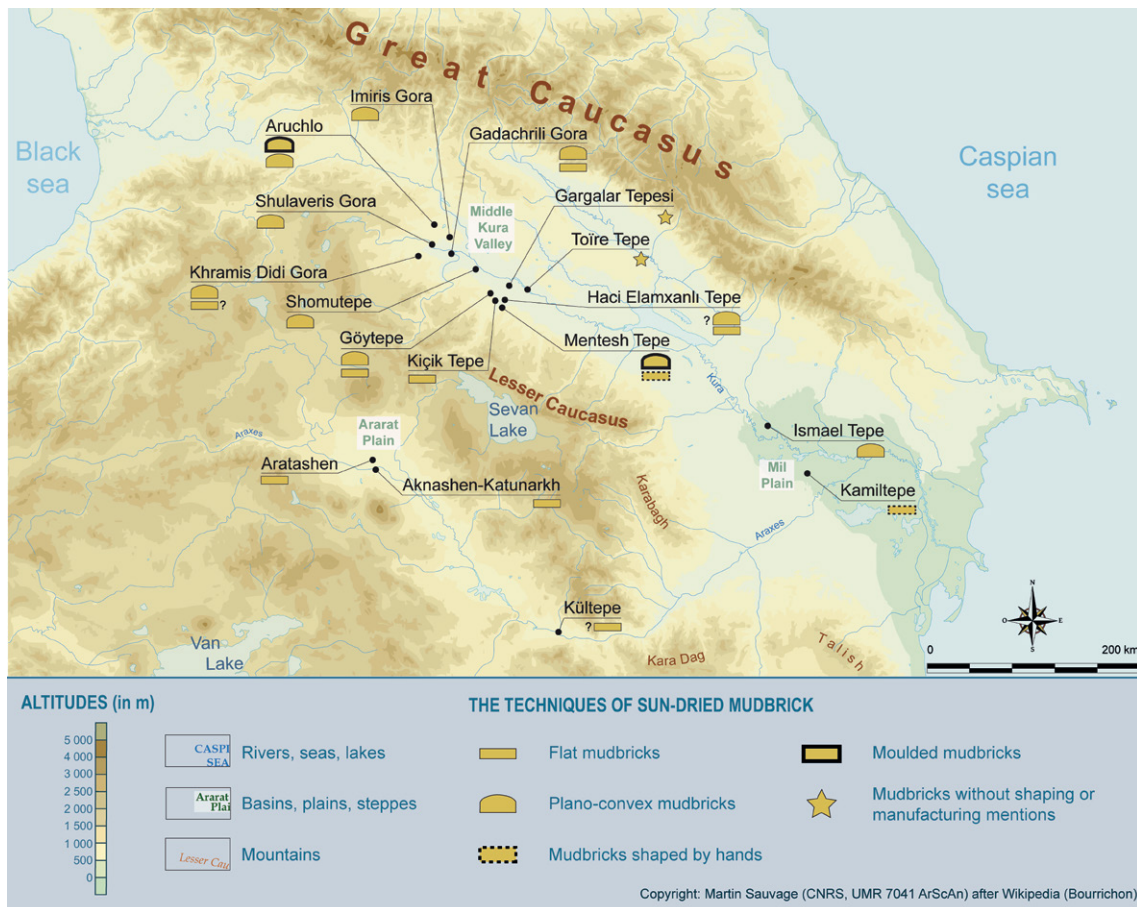 Great Caucasus
Black
sea
Caspian
sea
Imiris Gora
Aruchlo
Gadachrili Gora
Shulaveris Gora
Gargalar Tepesi
Middle
Kura
Valley
Toïre Tepe
Khramis Didi Gora
?
Shomutepe
Haci Elamxanlı Tepe
?
Göytepe
Mentesh Tepe
Kiçik Tepe
Lesser Caucasus
Kura
Sevan
Lake
Ararat
Plain
Araxes
Ismael Tepe
Aratashen
Mil
Plain
Aknashen-Katunarkh
Kamiltepe
Karabagh
Araxes
Kültepe
?
Van
Lake
Kara Dag
Talish
N
O
E
S
0
200 km
ALTITUDES (in m)
5 000
4 000
3 000
2 500
2 000
1 500
1 000
500
0
CASPI
SEA
Rivers, seas, lakes
Ararat
Plai
Basins, plains, steppes
Lesser Cau
Mountains
THE TECHNIQUES OF SUN-DRIED MUDBRICK
Flat mudbricks
Plano-convex mudbricks
Mudbricks shaped by hands
Moulded mudbricks
Mudbricks without shaping or
manufacturing mentions
Copyright: Martin Sauvage (CNRS, UMR 7041 ArScAn) after Wikipedia (Bourrichon)